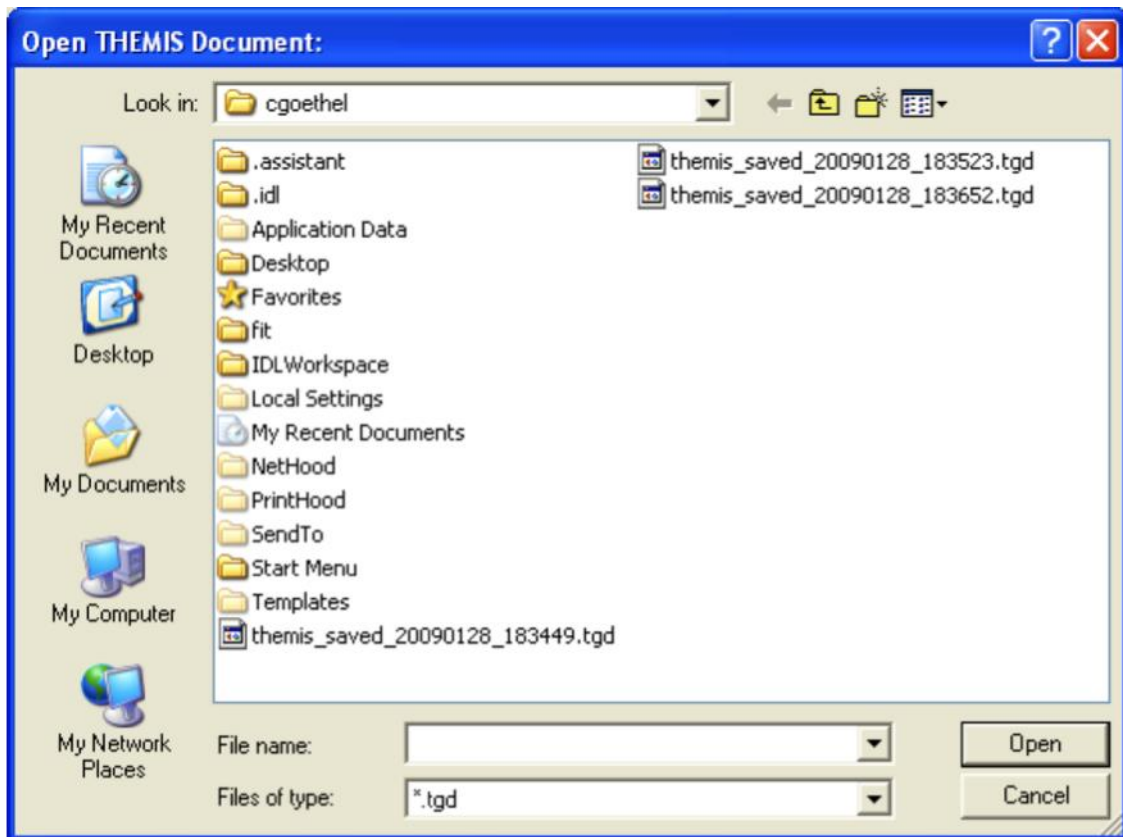 Open THEMIS Document:
Look in:
cgoethel
My Recent
Documents
Desktop
My Documents
My Computer
My Network
Places
.assistant
.idl
Application Data
Desktop
Favorites
fit
IDLWorkspace
Local Settings
My Recent Documents
NetHood
PrintHood
SendTo
Start Menu
Templates
themis_saved_20090128_183449.tgd
themis_saved_20090128_183523.tgd
themis_saved_20090128_183652.tgd
File name:
Open
Files of type:
*.tgd
Cancel